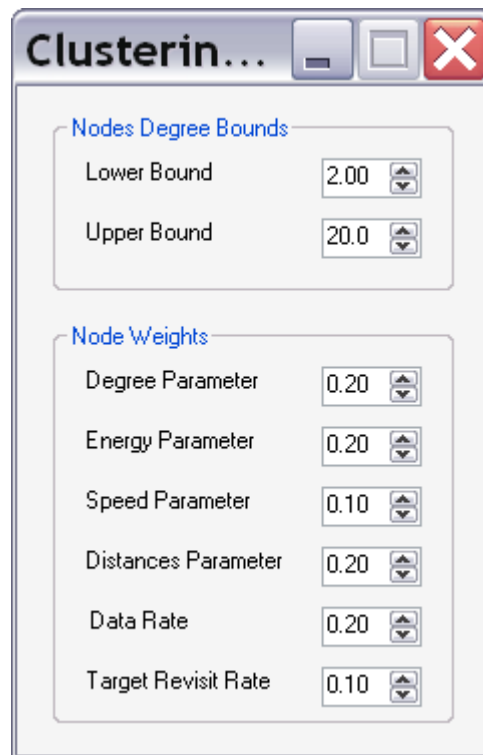 Clusterin...
Nodes Degree Bounds
Lower Bound 2.00
Upper Bound 20.0
Node Weights
Degree Parameter 0.20
Energy Parameter 0.20
Speed Parameter 0.10
Distances Parameter 0.20
Data Rate 0.20
Target Revisit Rate 0.10